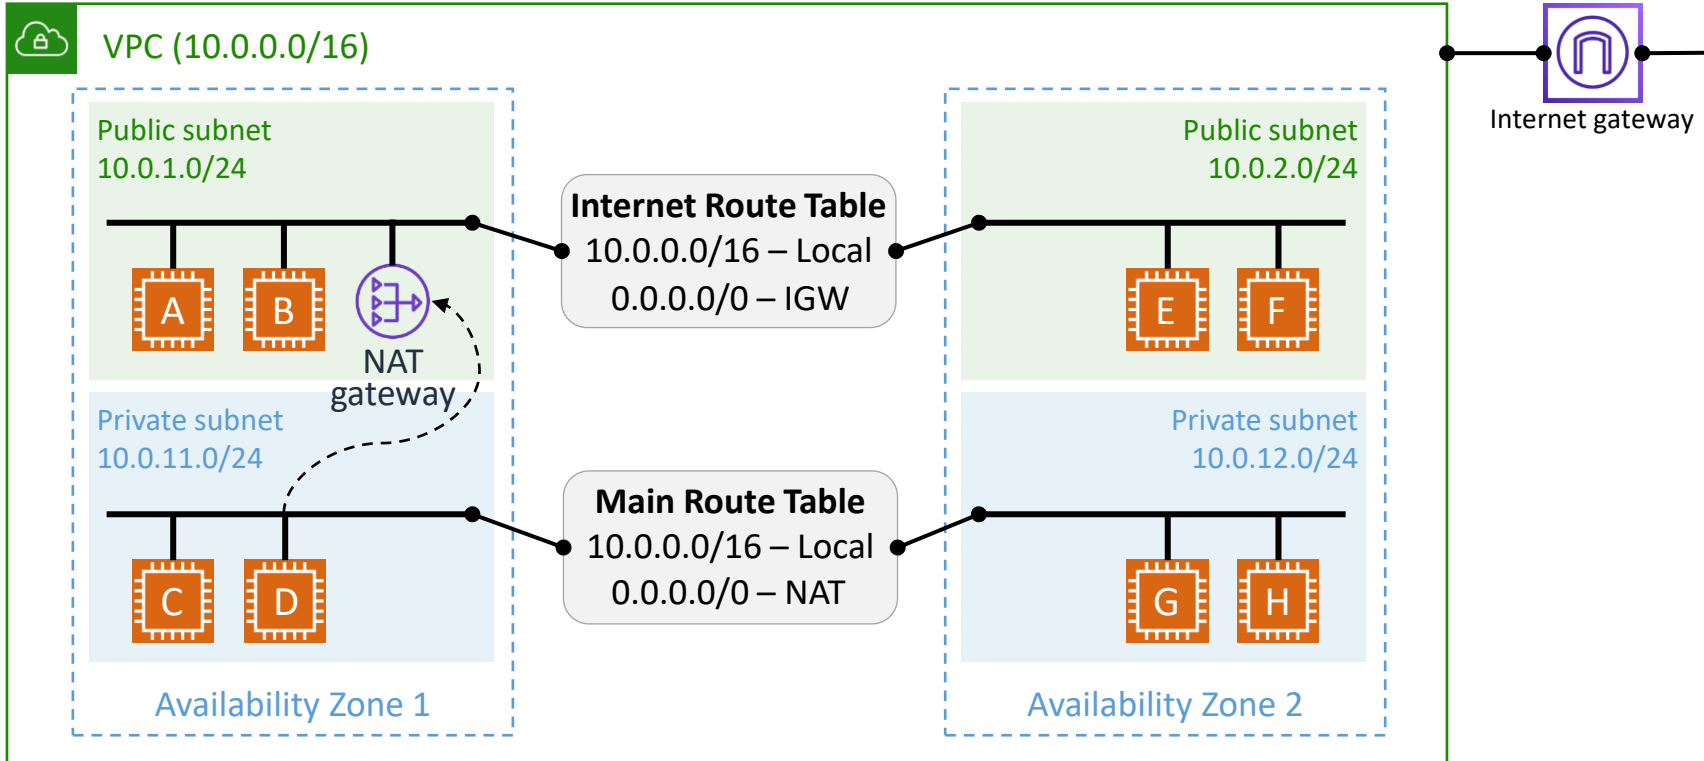 VPC (10.0.0.0/16)
Internet gateway
Public subnet
10.0.1.0/24
A
B
NAT
gateway
Private subnet
10.0.11.0/24
C
D
Availability Zone 1
Internet Route Table
10.0.0.0/16 – Local
0.0.0.0/0 – IGW
Main Route Table
10.0.0.0/16 – Local
0.0.0.0/0 – NAT
Public subnet
10.0.2.0/24
E
F
Private subnet
10.0.12.0/24
G
H
Availability Zone 2